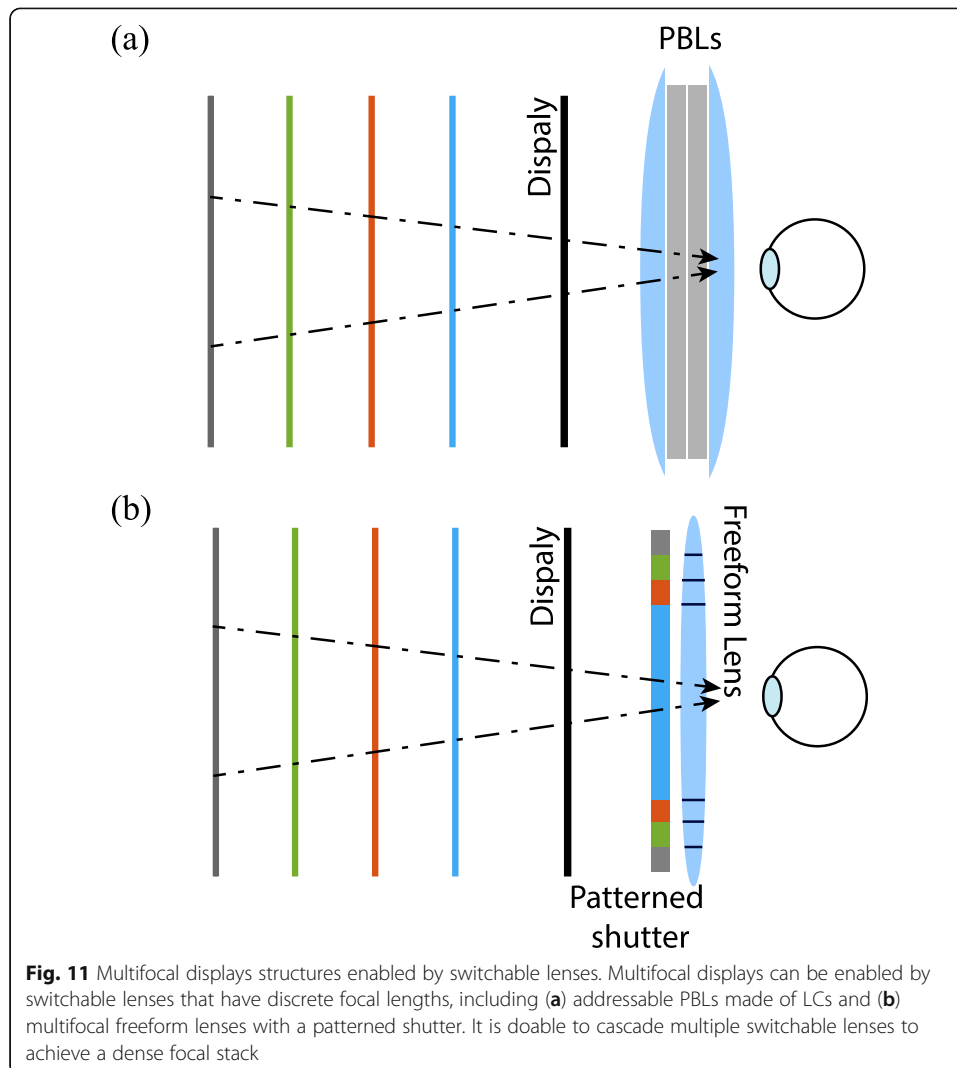 (a)
PBLs
Dispaly
(b)
Dispaly
Freeform Lens
Patterned
shutter
Fig. 11 Multifocal displays structures enabled by switchable lenses. Multifocal displays can be enabled by
switchable lenses that have discrete focal lengths, including (a) addressable PBLs made of LCs and (b)
multifocal freeform lenses with a patterned shutter. It is doable to cascade multiple switchable lenses to
achieve a dense focal stack